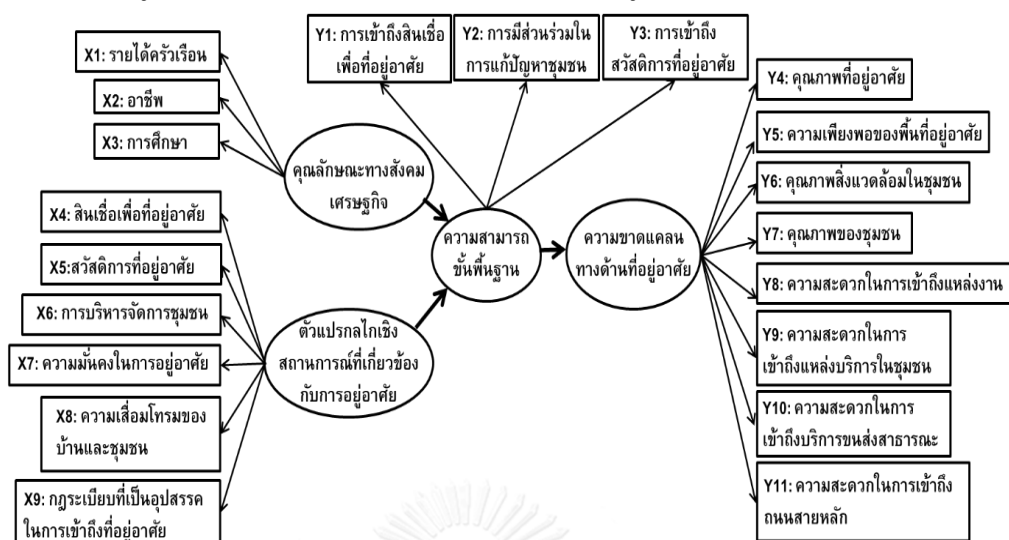 X1: รายได้ครัวเรือน
X2: อาชีพ
X3: การศึกษา
X4: สินเชื่อเพื่อที่อยู่อาศัย
X5:สวัสดิการที่อยู่อาศัย
X6: การบริหารจัดการชุมชน
X7: ความมั่นคงในการอยู่อาศัย
X8: ความเสื่อมโทรมของ
บ้านและชุมชน
X9: กฎระเบียบที่เป็นอุปสรรค
ในการเข้าถึงที่อยู่อาศัย
คุณลักษณะทางสังคม
เศรษฐกิจ
ตัวแปรกลไกเชิง
สถานการณ์ที่เกี่ยวข้อง
กับการอยู่อาศัย
Y1: การเข้าถึงสินเชื่อ
เพื่อที่อยู่อาศัย
Y2: การมีส่วนร่วมใน
การแก้ปัญหาชุมชน
Y3: การเข้าถึง
สวัสดิการที่อยู่อาศัย
ความสามารถ
ขั้นพื้นฐาน
ความขาดแคลน
ทางด้านที่อยู่อาศัย
Y4: คุณภาพที่อยู่อาศัย
Y5: ความเพียงพอของพื้นที่อยู่อาศัย
Y6: คุณภาพสิ่งแวดล้อมในชุมชน
Y7: คุณภาพของชุมชน
Y8: ความสะดวกในการเข้าถึงแหล่งงาน
Y9: ความสะดวกในการ
เข้าถึงแหล่งบริการในชุมชน
Y10: ความสะดวกในการ
เข้าถึงบริการขนส่งสาธารณะ
Y11: ความสะดวกในการเข้าถึง
ถนนสายหลัก